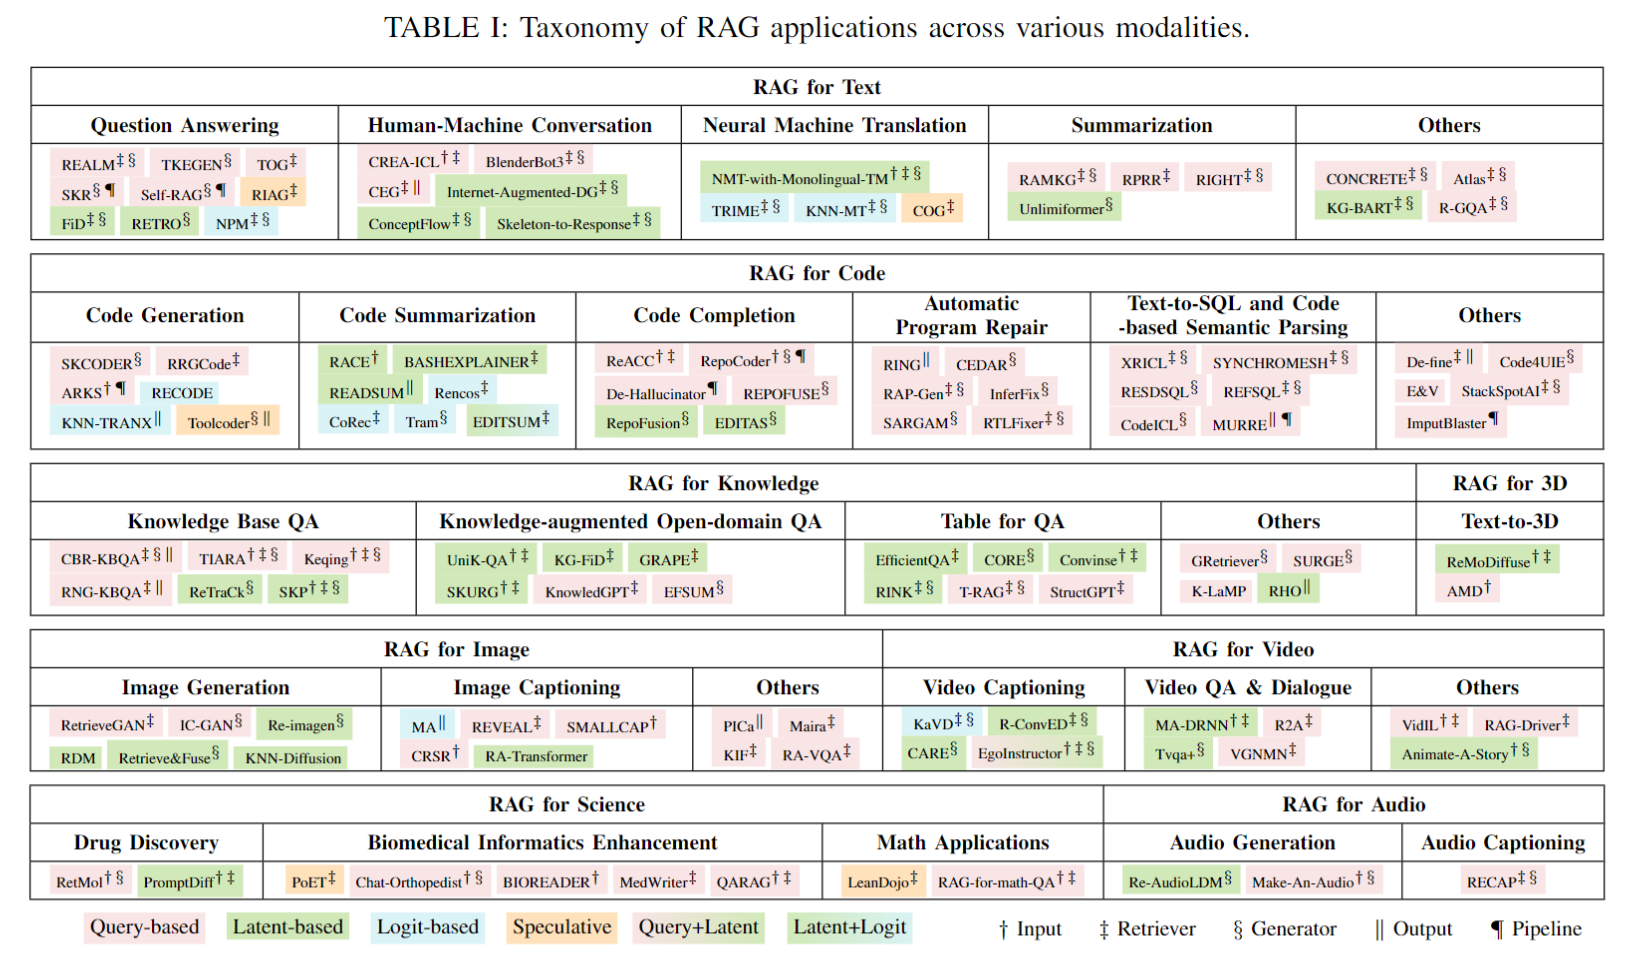 TABLE I: Taxonomy of RAG applications across various modalities.
RAG for Text
Question Answering Human-Machine Conversation Neural Machine Translation Summarization Others
REALM‡ § TKEGEN§ TOG‡
SKR§ ¶ Self-RAG§ ¶ RIAG‡
FiD‡ § RETRO§ NPM‡ §
CREA-ICL† ‡ BlenderBot3‡ §
CEG‡ ∥ Internet-Augmented-DG‡ §
ConceptFlow‡ § Skeleton-to-Response‡ §
NMT-with-Monolingual-TM† ‡ §
TRIME‡ § KNN-MT‡ § COG‡
RAMKG‡ § RPRR‡ RIGHT‡ §
Unlimiformer§
CONCRETE‡ § Atlas‡ §
KG-BART‡ § R-GQA‡ §
RAG for Code
Code Generation Code Summarization Code Completion Automatic Program Repair Text-to-SQL and Code -based Semantic Parsing Others
SKCODER§ RRGCode‡
ARKS† ¶ RECODE
KNN-TRANX∥ Toolcoder§ ∥
RACE† BASHEXPLAINER‡
READSUM∥ Rencos‡
CoRec‡ Tram§ EDITSUM‡
ReACC† ‡ RepoCoder† § ¶
De-Hallucinator¶ REPOFUSE§
RepoFusion§ EDITAS§
RING∥ CEDAR§
RAP-Gen‡ § InferFix§
SARGAM§ RTLFixer‡ §
XRICL‡ § SYNCHROMESH‡ §
RESDSQL§ REFSQL‡ §
CodeICL§ MURRE∥ ¶
De-fine‡ ∥ Code4UIE§
E&V StackSpotAI‡ §
ImputBlaster¶
RAG for Knowledge RAG for 3D
Knowledge Base QA Knowledge-augmented Open-domain QA Table for QA Others Text-to-3D
CBR-KBQA‡ § ∥ TIARA† ‡ § Keqing† ‡ §
RNG-KBQA‡ ∥ ReTraCk§ SKP† ‡ §
UniK-QA† ‡ KG-FiD‡ GRAPE‡
SKURG† ‡ KnowledGPT‡ EFSUM§
EfficientQA‡ CORE§ Convinse† ‡
RINK‡ § T-RAG‡ § StructGPT‡
GRetriever§ SURGE§
K-LaMP RHO∥
ReMoDiffuse† ‡
AMD†
RAG for Image RAG for Video
Image Generation Image Captioning Others Video Captioning Video QA & Dialogue Others
RetrieveGAN‡ IC-GAN§ Re-imagen§
RDM Retrieve&Fuse§ KNN-Diffusion
MA∥ REVEAL‡ SMALLCAP†
CRSR† RA-Transformer
PICa∥ Maira‡
KIF‡ RA-VQA‡
KaVD‡ § R-ConvED‡ §
CARE§ EgoInstructor† ‡ §
MA-DRNN† ‡ R2A‡
Tvqa+§ VGNMN‡
VidIL† ‡ RAG-Driver‡
Animate-A-Story† §
RAG for Science RAG for Audio
Drug Discovery Biomedical Informatics Enhancement Math Applications Audio Generation Audio Captioning
RetMol† § PromptDiff† ‡
PoET‡ Chat-Orthopedist† § BIOREADER† MedWriter‡ QARAG† ‡
LeanDojo‡ RAG-for-math-QA† ‡
Re-AudioLDM§ Make-An-Audio† §
RECAP‡ §
Query-based Latent-based Logit-based Speculative Query+Latent Latent+Logit † Input ‡ Retriever § Generator ∥ Output ¶ Pipeline